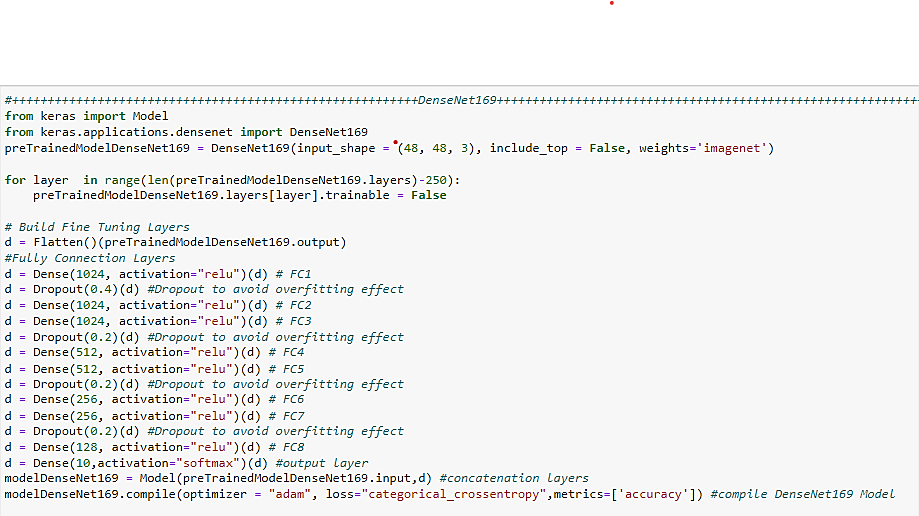 #+++++++++++++++++++++++++++++++++++++++++++++++++++++++++DenseNet169+++++++++++++++++++++++++++++++++++++++++++++++++++++++++++
from keras import Model
from keras.applications.densenet import DenseNet169
preTrainedModelDenseNet169 = DenseNet169(input_shape = (48, 48, 3), include_top = False, weights='imagenet')
for layer  in range(len(preTrainedModelDenseNet169.layers)-250):
    preTrainedModelDenseNet169.layers[layer].trainable = False
# Build Fine Tuning Layers
d = Flatten()(preTrainedModelDenseNet169.output)
#Fully Connection Layers
d = Dense(1024, activation="relu")(d) # FC1
d = Dropout(0.4)(d) #Dropout to avoid overfitting effect
d = Dense(1024, activation="relu")(d) # FC2
d = Dense(1024, activation="relu")(d) # FC3
d = Dropout(0.2)(d) #Dropout to avoid overfitting effect
d = Dense(512, activation="relu")(d) # FC4
d = Dense(512, activation="relu")(d) # FC5
d = Dropout(0.2)(d) #Dropout to avoid overfitting effect
d = Dense(256, activation="relu")(d) # FC6
d = Dense(256, activation="relu")(d) # FC7
d = Dropout(0.2)(d) #Dropout to avoid overfitting effect
d = Dense(128, activation="relu")(d) # FC8
d = Dense(10,activation="softmax")(d) #output layer
modelDenseNet169 = Model(preTrainedModelDenseNet169.input,d) #concatenation layers
modelDenseNet169.compile(optimizer = "adam", loss="categorical_crossentropy",metrics=['accuracy']) #compile DenseNet169 Model